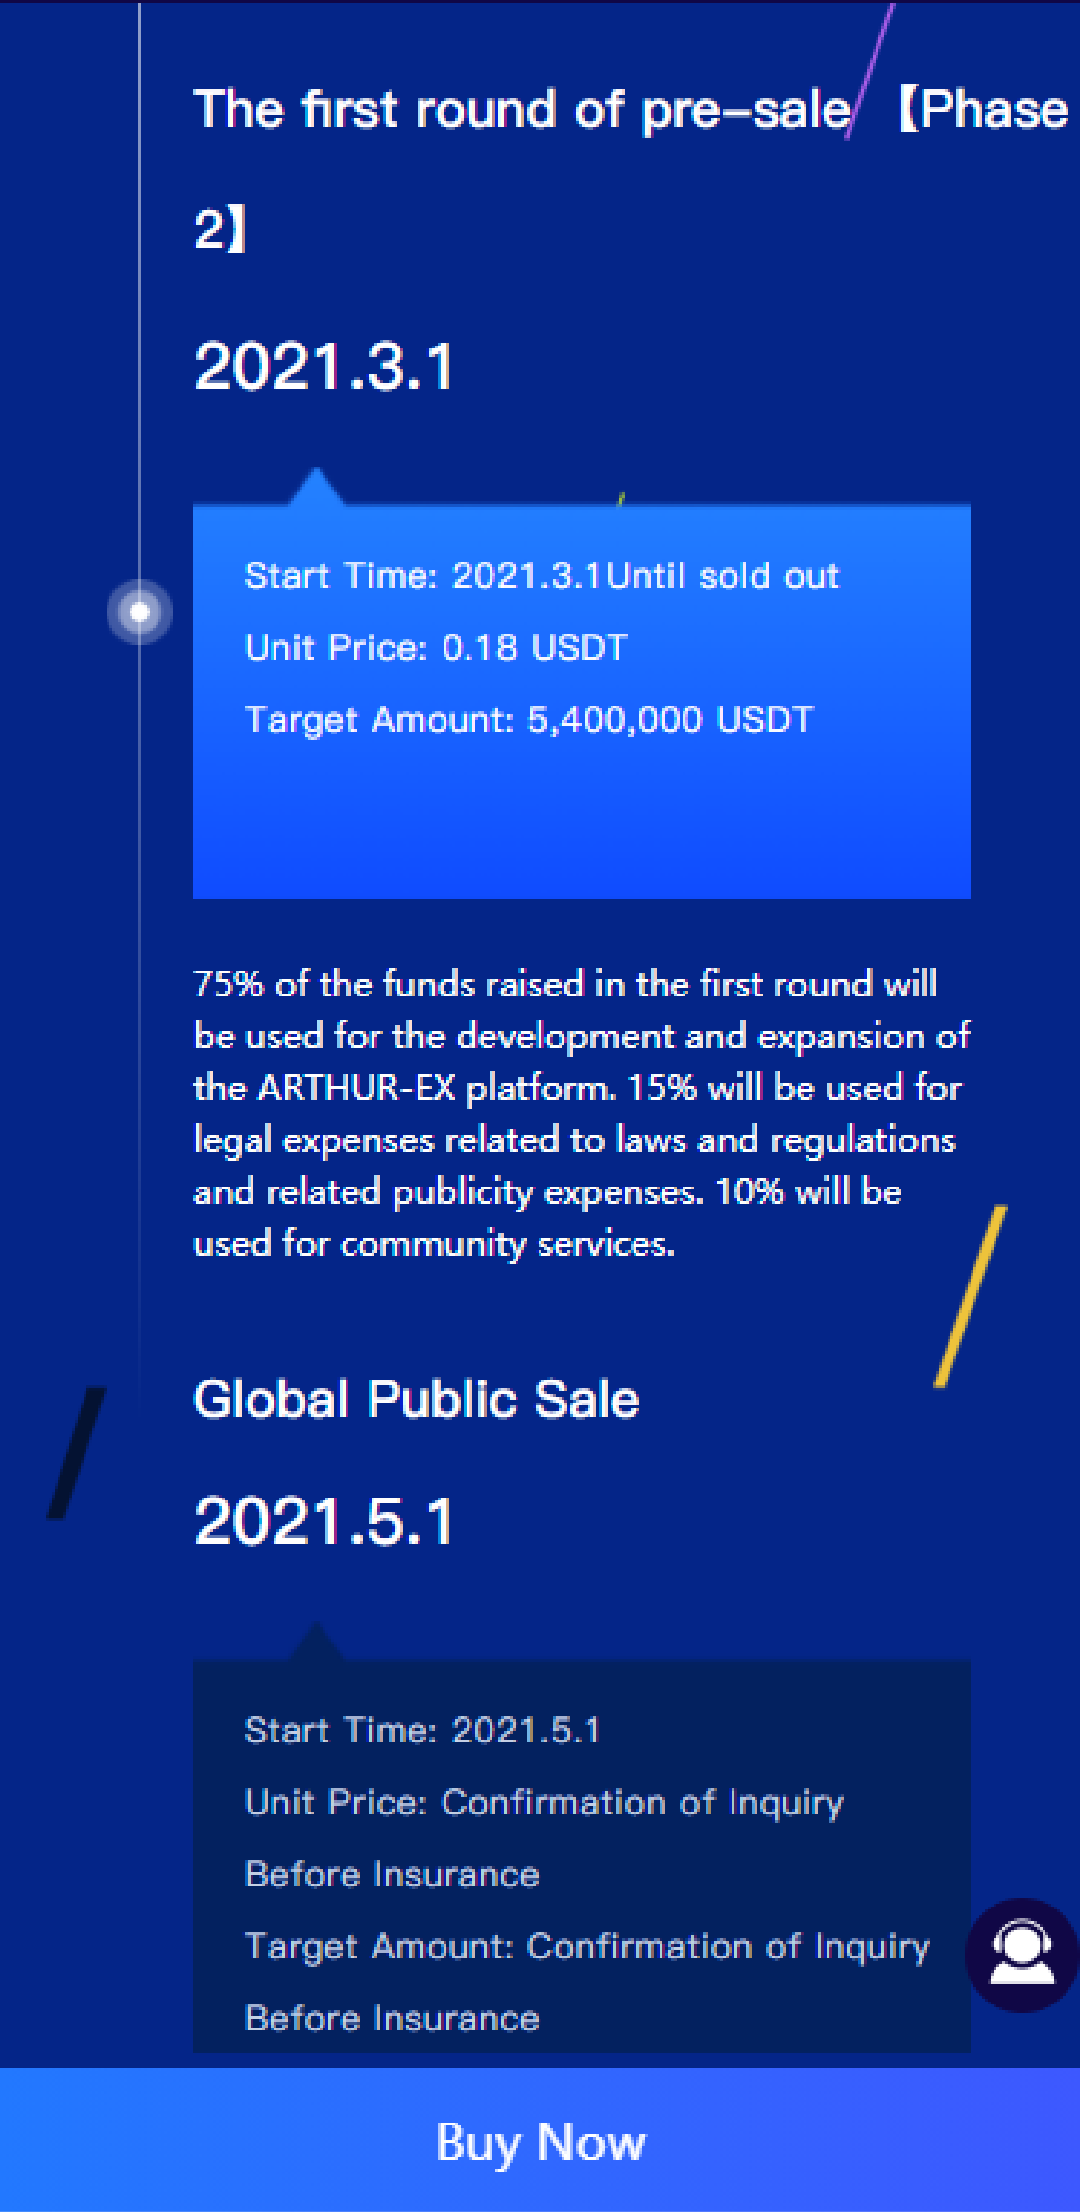 The first round of pre-sale 【Phase
2】
2021.3.1
Start Time: 2021.3.1Until sold out
Unit Price: 0.18 USDT
Target Amount: 5,400,000 USDT
75% of the funds raised in the first round will
be used for the development and expansion of
the ARTHUR-EX platform. 15% will be used for
legal expenses related to laws and regulations
and related publicity expenses. 10% will be
used for community services.
Global Public Sale
2021.5.1
Start Time: 2021.5.1
Unit Price: Confirmation of Inquiry
Before Insurance
Target Amount: Confirmation of Inquiry
Before Insurance
Buy Now